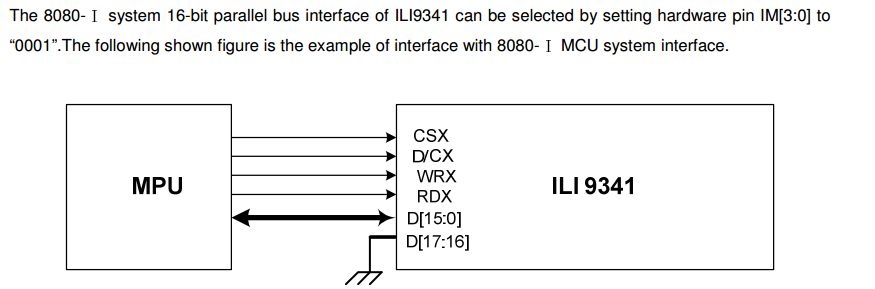 The 8080- Ⅰ system 16-bit parallel bus interface of ILI9341 can be selected by setting hardware pin IM[3:0] to
“0001”.The following shown figure is the example of interface with 8080- Ⅰ MCU system interface.
CSX
D/CX
WRX
MPU
ILI9341
RDX
D[15:0]
D[17:16]